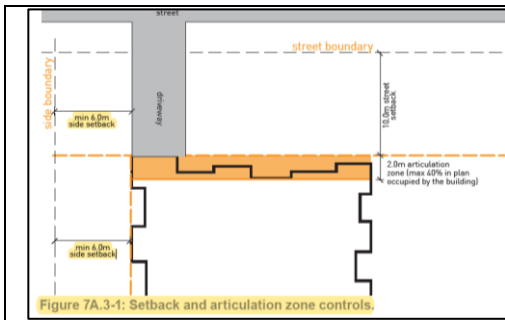 street
street boundary
side boundary
driveway
10.0m street
setback
min 6.0m
side setback
2.0m articulation
zone (max 40% in plan
occupied by the building)
min 6.0m
side setback
Figure 7A.3-1: Setback and articulation zone controls.